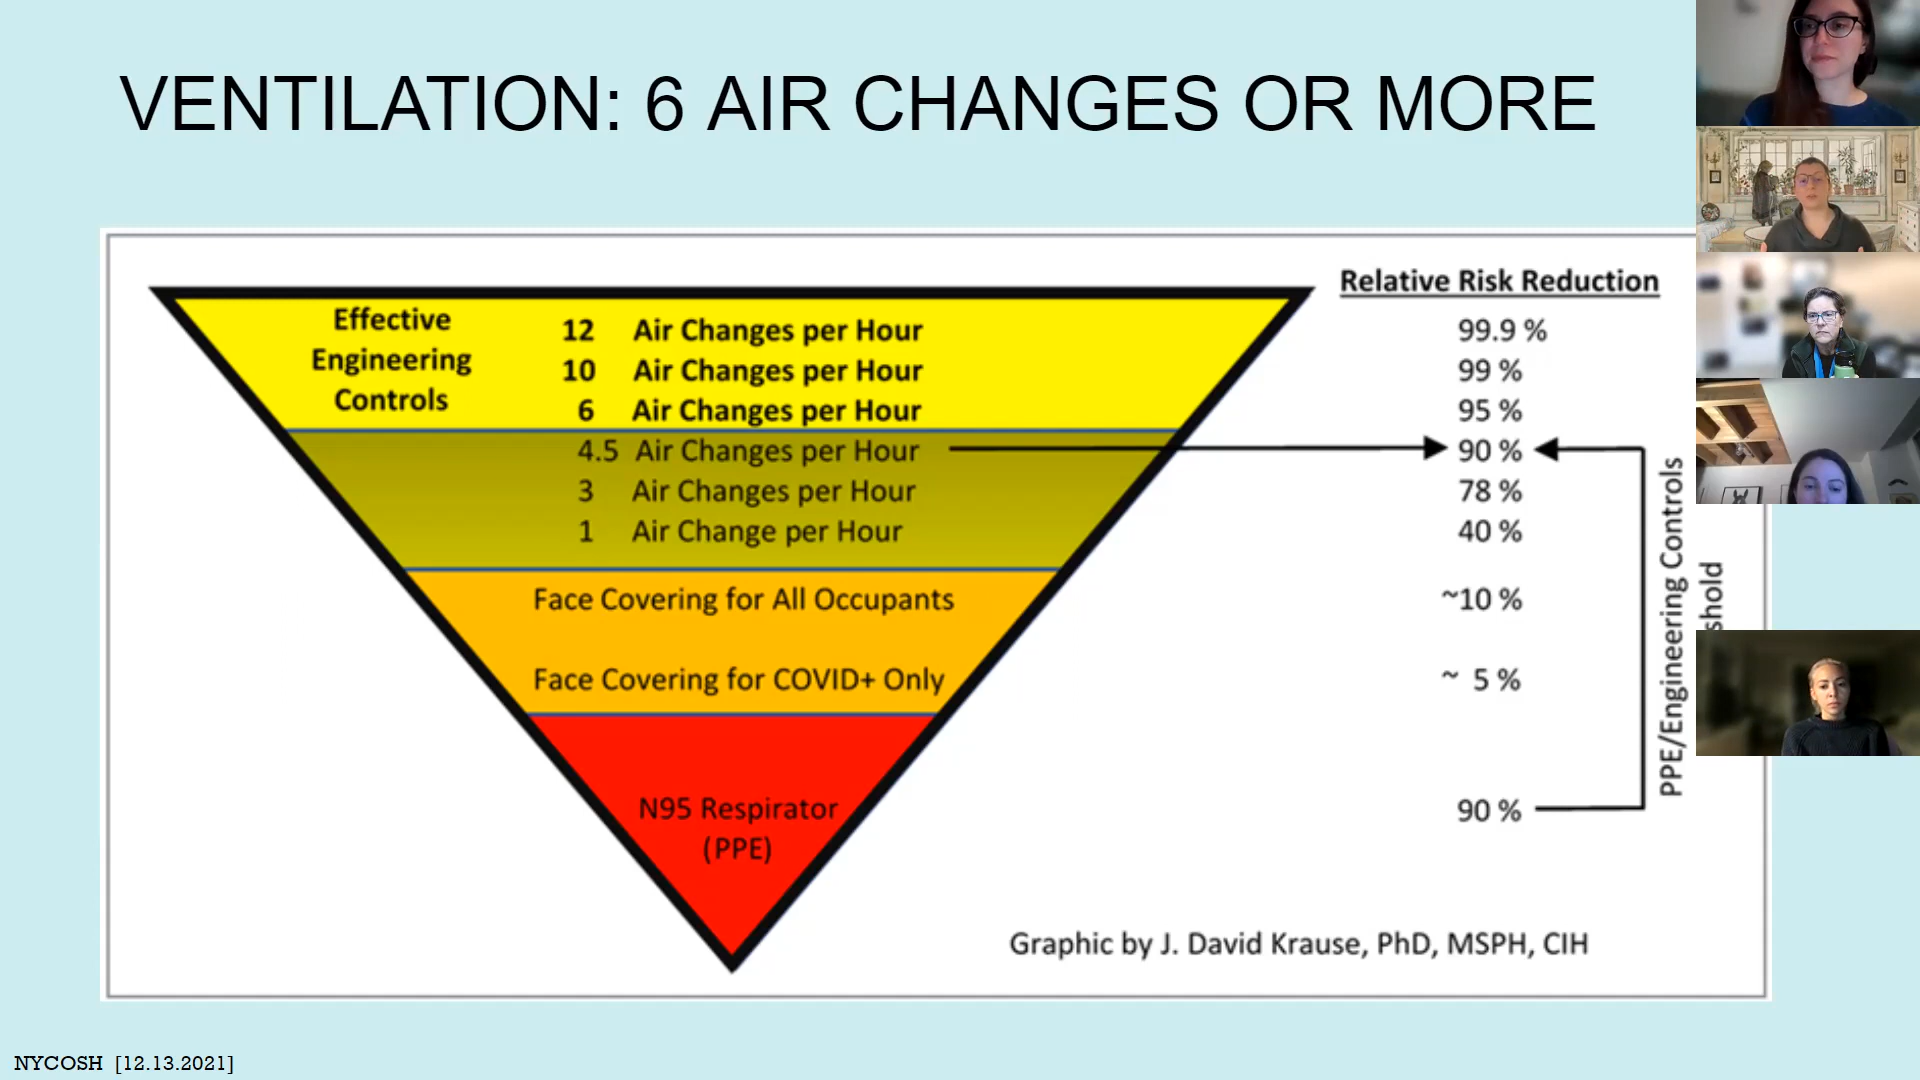 VENTILATION: 6 AIR CHANGES OR MORE
Relative Risk Reduction
Effective
Engineering
Controls
12 Air Changes per Hour 99.9 %
10 Air Changes per Hour 99 %
6 Air Changes per Hour 95 %
4.5 Air Changes per Hour 90 %
3 Air Changes per Hour 78 %
1 Air Change per Hour 40 %
Face Covering for All Occupants ~10 %
Face Covering for COVID+ Only ~ 5 %
N95 Respirator 90 %
(PPE)
PPE/Engineering Controls
Graphic by J. David Krause, PhD, MSPH, CIH
NYCOSH [12.13.2021]